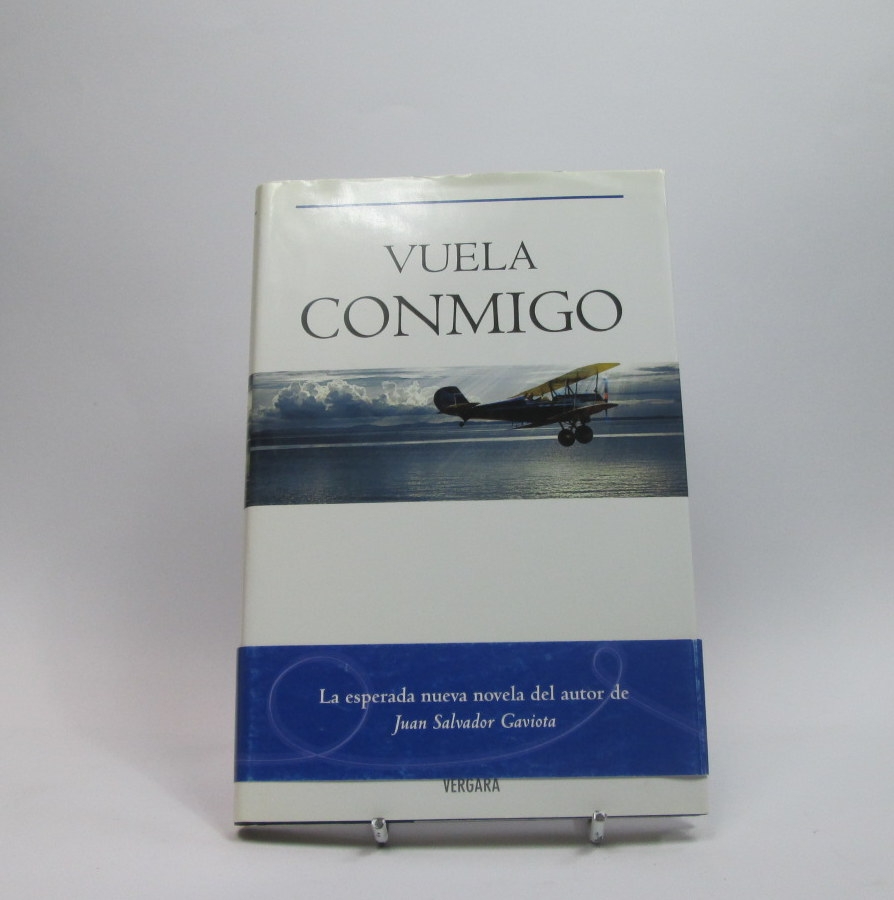 VUELA
CONMIGO
La esperada nueva novela del autor de
Juan Salvador Gaviota
VERGARA